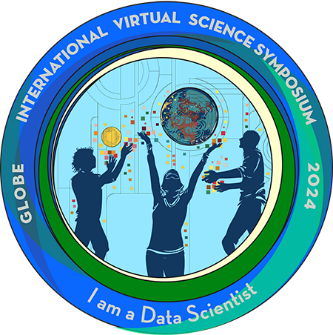 GLOBE INTERNATIONAL VIRTUAL SCIENCE SYMPOSIUM 2024
I am a Data Scientist